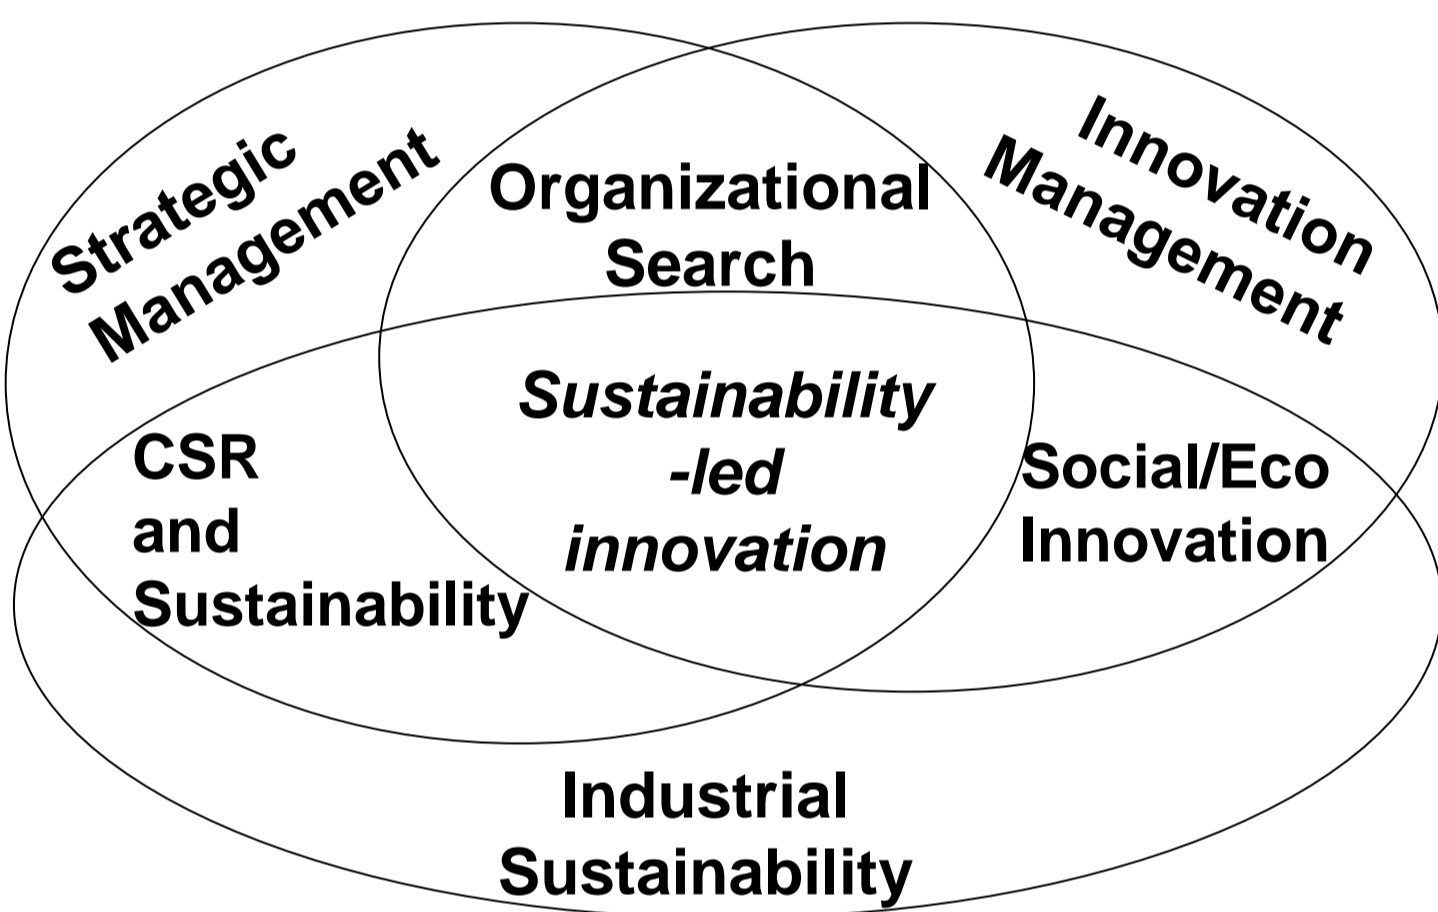 Strategic
Management
Innovation
Management
Organizational
Search
Sustainability
-led
innovation
CSR
and
Sustainability
Social/Eco
Innovation
Industrial
Sustainability